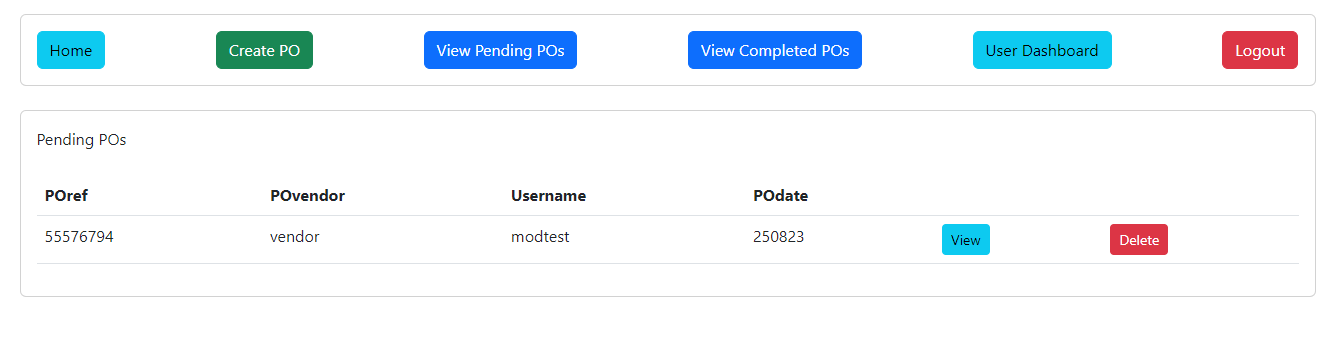 Home Create PO View Pending POs View Completed POs User Dashboard Logout
Pending POs
POref POvendor Username POdate
55576794 vendor modtest 250823 View Delete